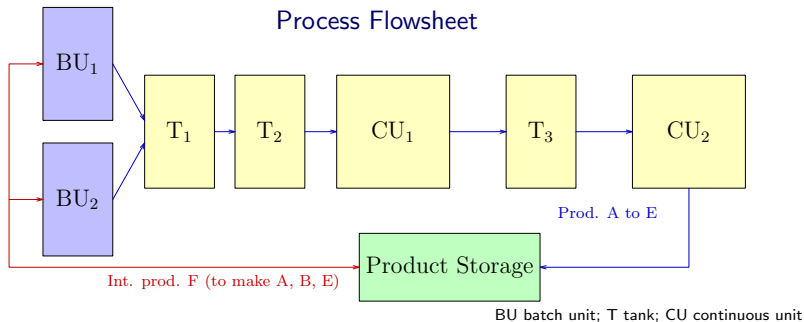 Process Flowsheet
BU₁
BU₂
T₁
T₂
CU₁
T₃
CU₂
Prod. A to E
Product Storage
Int. prod. F (to make A, B, E)
BU batch unit; T tank; CU continuous unit